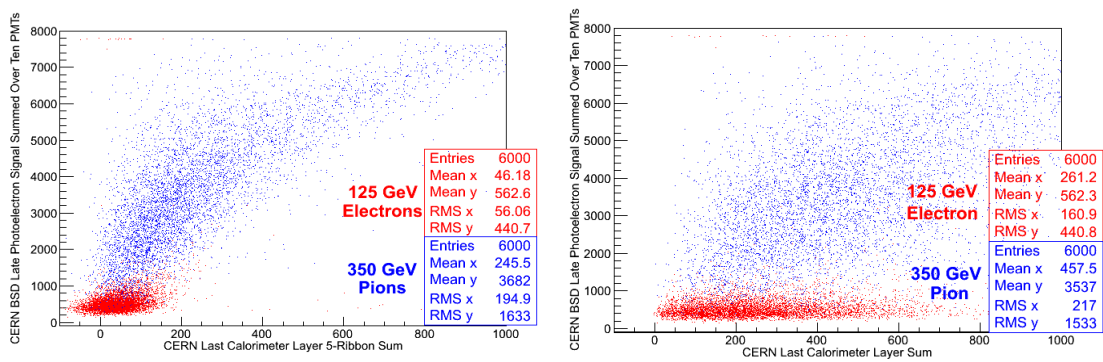 CERN BSD Late Photoelectron Signal Summed Over Ten PMTs
8000
7000
6000
5000
4000
3000
2000
1000
0
0 200 400 600 800 1000
CERN Last Calorimeter Layer 5-Ribbon Sum
125 GeV
Electrons
350 GeV
Pions
Entries 6000
Mean x 46.18
Mean y 562.6
RMS x 56.06
RMS y 440.7
Entries 6000
Mean x 245.5
Mean y 3682
RMS x 194.9
RMS y 1633
CERN BSD Late Photoelectron Signal Summed Over Ten PMTs
8000
7000
6000
5000
4000
3000
2000
1000
0
0 200 400 600 800 1000
CERN Last Calorimeter Layer Sum
125 GeV
Electron
350 GeV
Pion
Entries 6000
Mean x 261.2
Mean y 562.3
RMS x 160.9
RMS y 440.8
Entries 6000
Mean x 457.5
Mean y 3537
RMS x 217
RMS y 1533